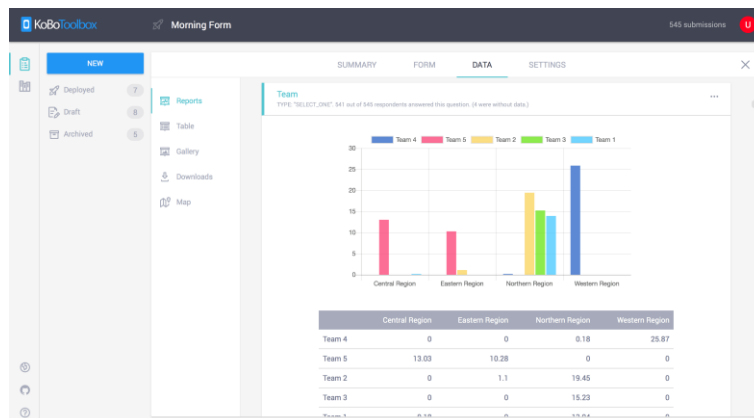 KoBoToolbox
Morning Form
545 submissions
U
NEW
Deployed 7
Draft 8
Archived 5
SUMMARY FORM DATA SETTINGS
Reports
Table
Gallery
Downloads
Map
Team
TYPE: "SELECT_ONE". 541 out of 545 respondents answered this question. (4 were without data.)
Team 4 Team 5 Team 2 Team 3 Team 1
30
25
20
15
10
5
0
Central Region Eastern Region Northern Region Western Region
Central Region Eastern Region Northern Region Western Region
Team 4 0 0 0.18 25.87
Team 5 13.03 10.28 0 0
Team 2 0 1.1 19.45 0
Team 3 0 0 15.23 0